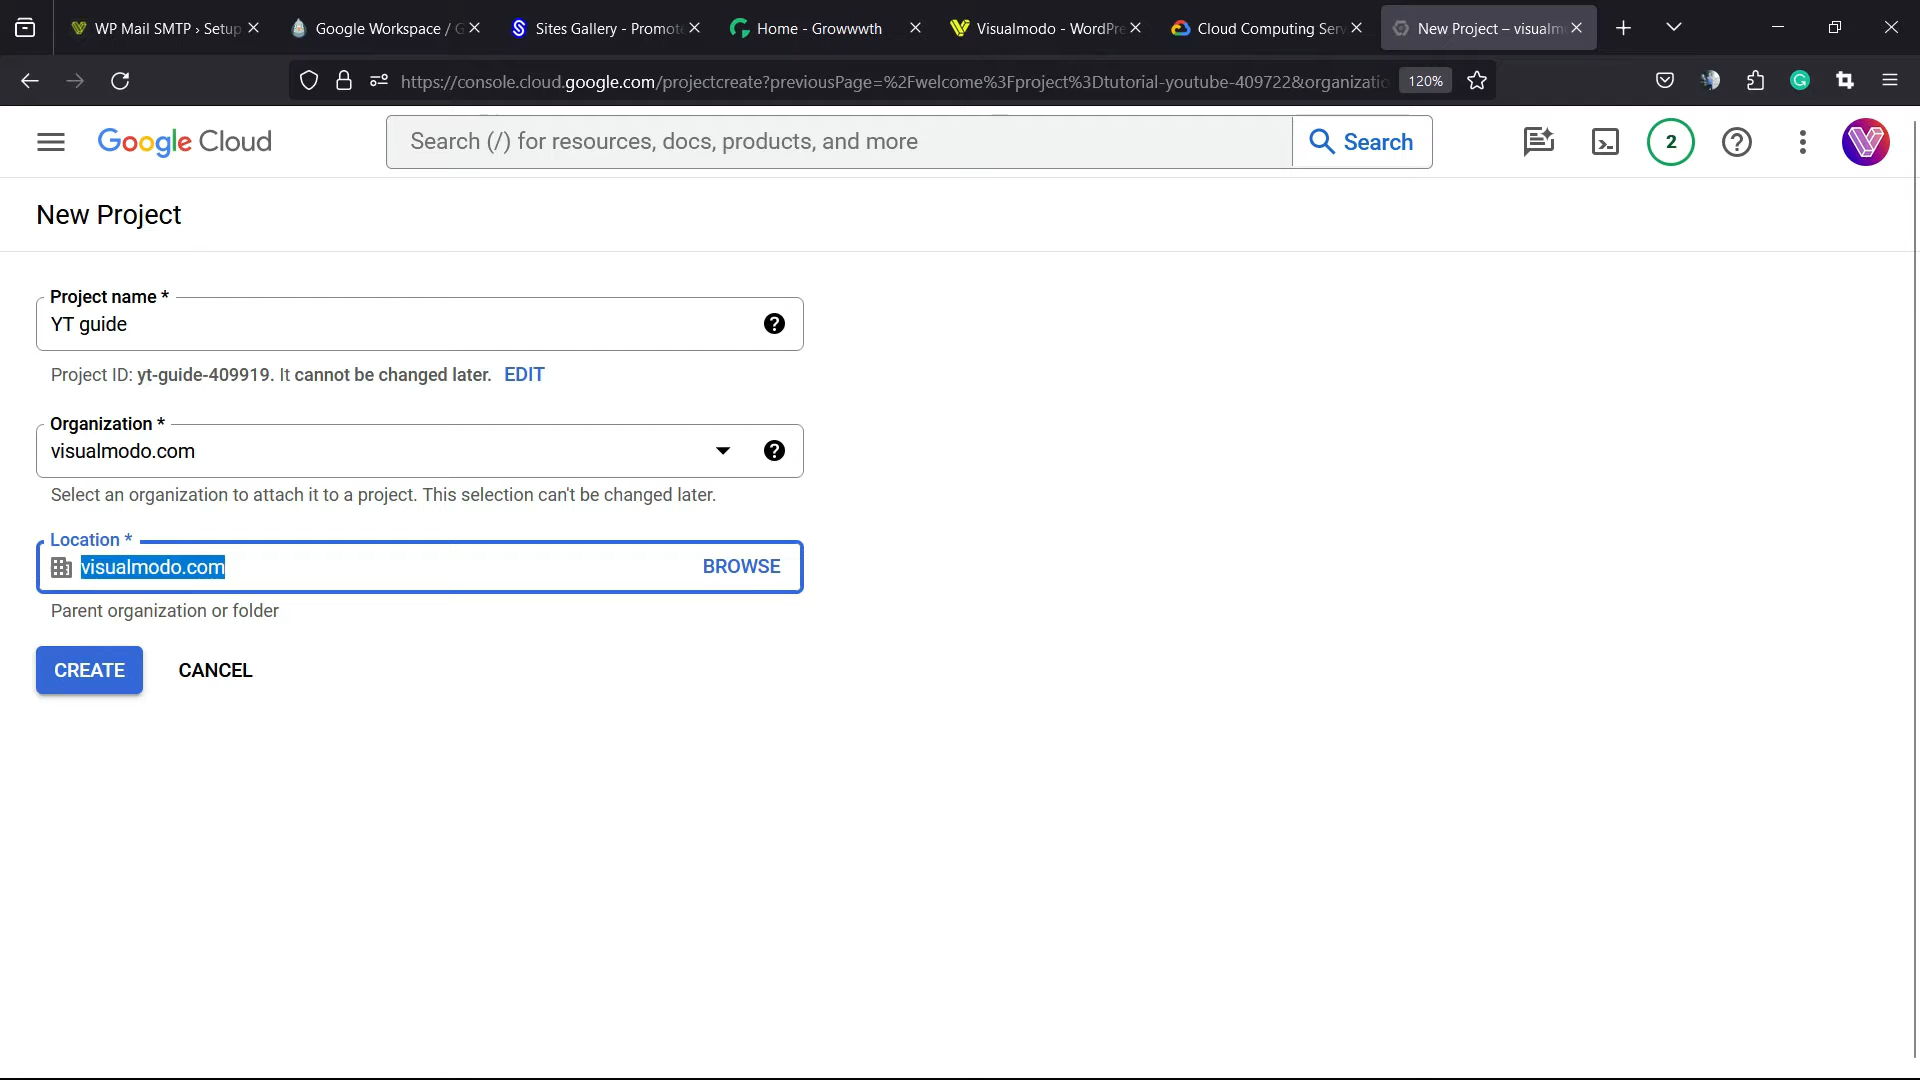 WP Mail SMTP › Setup
Google Workspace / G
Sites Gallery - Promote
Home - Growwwth
Visualmodo - WordPre
Cloud Computing Serv
New Project – visualm
https://console.cloud.google.com/projectcreate?previousPage=%2Fwelcome%3Fproject%3Dtutorial-youtube-409722&organizatio
120%
Google Cloud
Search (/) for resources, docs, products, and more
Search
2
New Project
Project name *
YT guide
Project ID: yt-guide-409919. It cannot be changed later. EDIT
Organization *
visualmodo.com
Select an organization to attach it to a project. This selection can't be changed later.
Location *
visualmodo.com
BROWSE
Parent organization or folder
CREATE
CANCEL